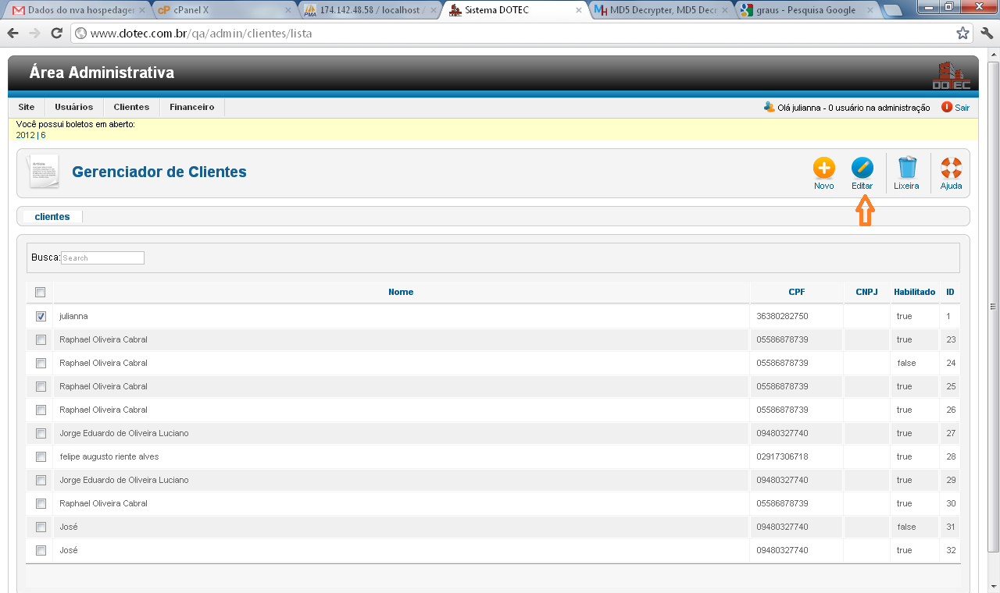 Dados do nva hospedager
cPanel X
174.142.48.58 / localhost /
Sistema DOTEC
MD5 Decrypter, MD5 Decr
graus - Pesquisa Google
www.dotec.com.br/qa/admin/clientes/lista
Área Administrativa
DOTEC
Site Usuários Clientes Financeiro
Olá julianna - 0 usuário na administração Sair
Você possui boletos em aberto:
2012 | 6
Gerenciador de Clientes
Novo Editar Lixeira Ajuda
clientes
Busca: Search
Nome CPF CNPJ Habilitado ID
julianna 36380282750 true 1
Raphael Oliveira Cabral 05586878739 true 23
Raphael Oliveira Cabral 05586878739 false 24
Raphael Oliveira Cabral 05586878739 true 25
Raphael Oliveira Cabral 05586878739 true 26
Jorge Eduardo de Oliveira Luciano 09480327740 true 27
felipe augusto riente alves 02917306718 true 28
Jorge Eduardo de Oliveira Luciano 09480327740 true 29
Raphael Oliveira Cabral 05586878739 true 30
José 09480327740 false 31
José 09480327740 true 32